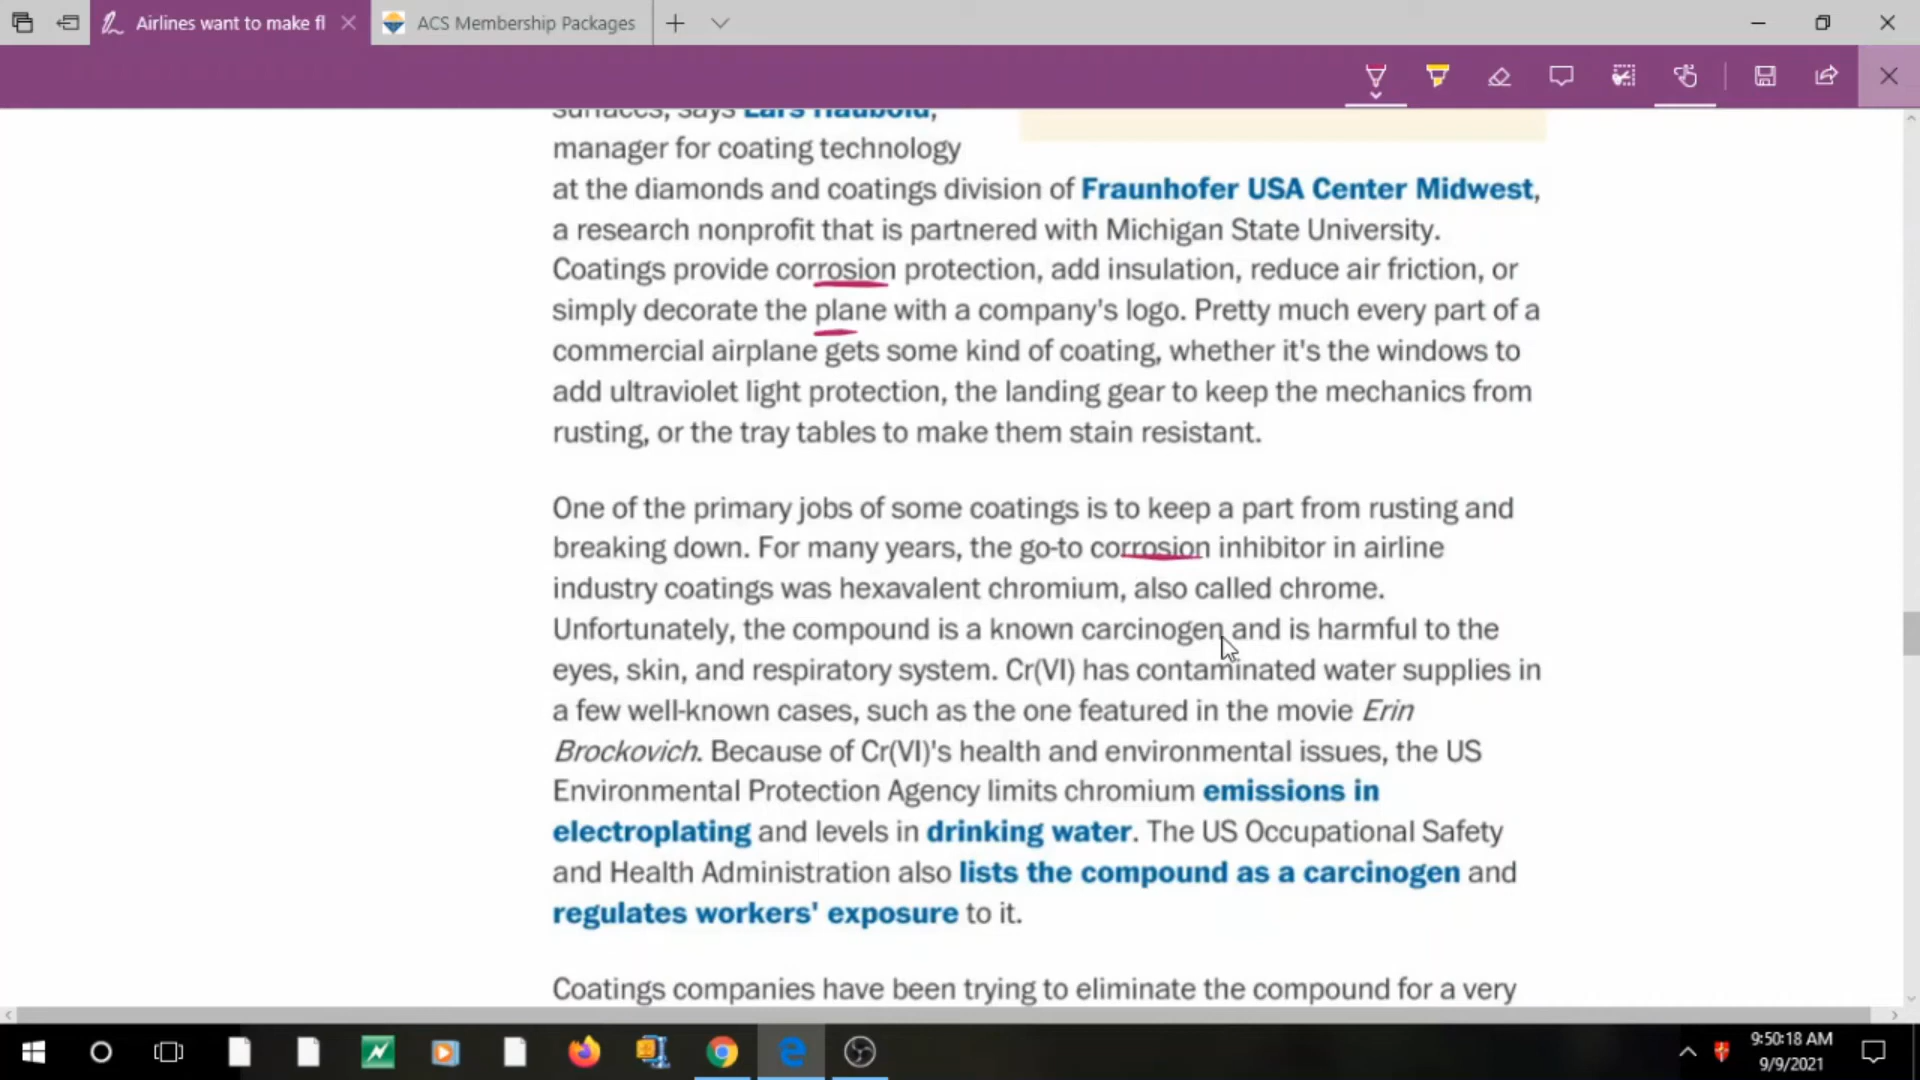 Airlines want to make fl
ACS Membership Packages
surfaces, says Lars Haubold,
manager for coating technology
at the diamonds and coatings division of Fraunhofer USA Center Midwest,
a research nonprofit that is partnered with Michigan State University.
Coatings provide corrosion protection, add insulation, reduce air friction, or
simply decorate the plane with a company's logo. Pretty much every part of a
commercial airplane gets some kind of coating, whether it's the windows to
add ultraviolet light protection, the landing gear to keep the mechanics from
rusting, or the tray tables to make them stain resistant.
One of the primary jobs of some coatings is to keep a part from rusting and
breaking down. For many years, the go-to corrosion inhibitor in airline
industry coatings was hexavalent chromium, also called chrome.
Unfortunately, the compound is a known carcinogen and is harmful to the
eyes, skin, and respiratory system. Cr(VI) has contaminated water supplies in
a few well-known cases, such as the one featured in the movie Erin
Brockovich. Because of Cr(VI)'s health and environmental issues, the US
Environmental Protection Agency limits chromium emissions in
electroplating and levels in drinking water. The US Occupational Safety
and Health Administration also lists the compound as a carcinogen and
regulates workers' exposure to it.
Coatings companies have been trying to eliminate the compound for a very
9:50:18 AM
9/9/2021